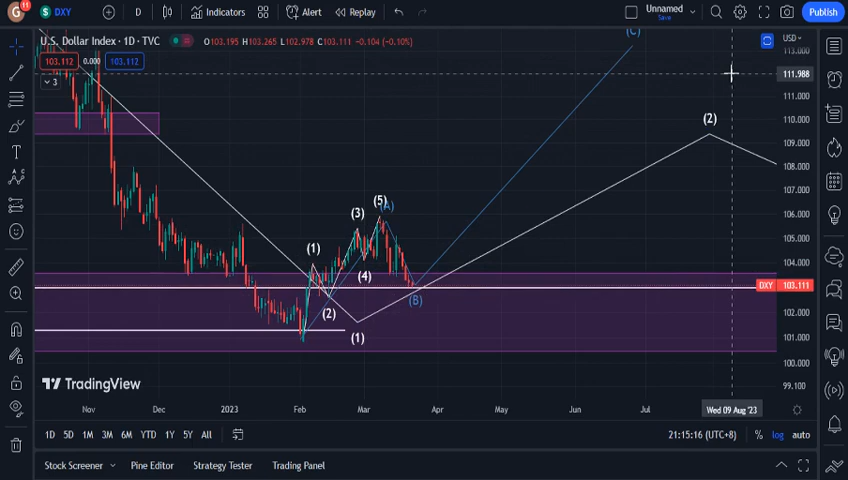 G 11 DXY D Indicators Alert Replay Unnamed Save Publish
U.S. Dollar Index · 1D · TVC O103.195 H103.265 L102.978 C103.111 -0.104 (-0.10%)
USD
(C)
113.000
103.112 0.000 103.112
3
111.988
111.000
(2)
109.000
108.000
107.000
(5) (A)
106.000
(3)
(1)
104.000
(4)
DXY 103.111
(B)
(2)
102.000
(1)
101.000
100.000
TradingView
99.100
Nov Dec 2023 Feb Mar Apr May Jun Jul Wed 09 Aug '23
1D 5D 1M 3M 6M YTD 1Y 5Y All 21:15:16 (UTC+8) % log auto
Stock Screener Pine Editor Strategy Tester Trading Panel